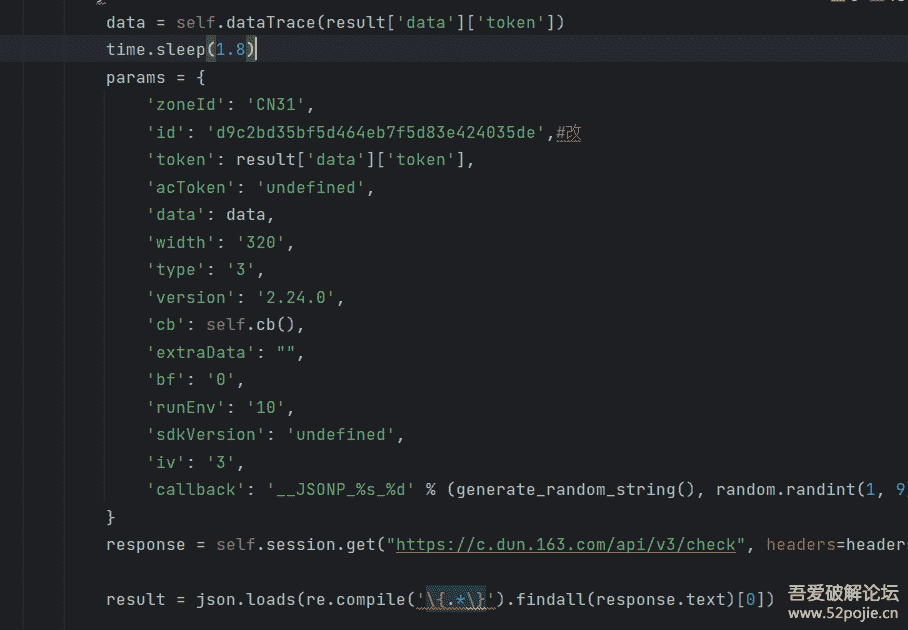 data = self.dataTrace(result['data']['token'])
time.sleep(1.8)
params = {
'zoneId': 'CN31',
'id': 'd9c2bd35bf5d464eb7f5d83e424035de',#改
'token': result['data']['token'],
'acToken': 'undefined',
'data': data,
'width': '320',
'type': '3',
'version': '2.24.0',
'cb': self.cb(),
'extraData': "",
'bf': '0',
'runEnv': '10',
'sdkVersion': 'undefined',
'iv': '3',
'callback': '__JSONP_%s_%d' % (generate_random_string(), random.randint(1, 9
}
response = self.session.get("https://c.dun.163.com/api/v3/check", headers=header
result = json.loads(re.compile('\{.*\}').findall(response.text)[0])
吾爱破解论坛
www.52pojie.cn